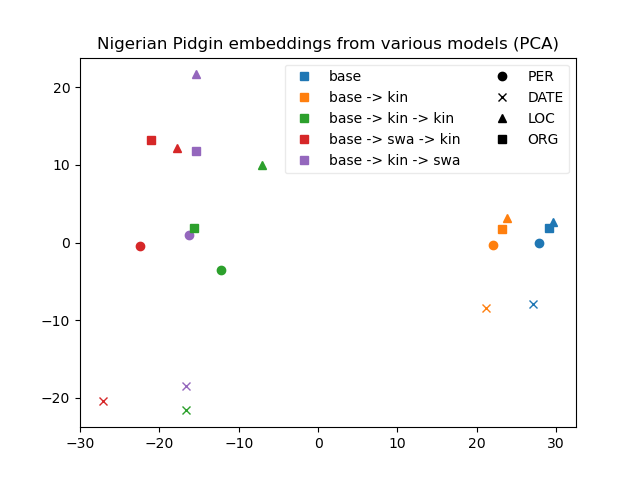 Nigerian Pidgin embeddings from various models (PCA)
base
base -> kin
base -> kin -> kin
base -> swa -> kin
base -> kin -> swa
PER
DATE
LOC
ORG
20
10
0
−10
−20
−30 −20 −10 0 10 20 30